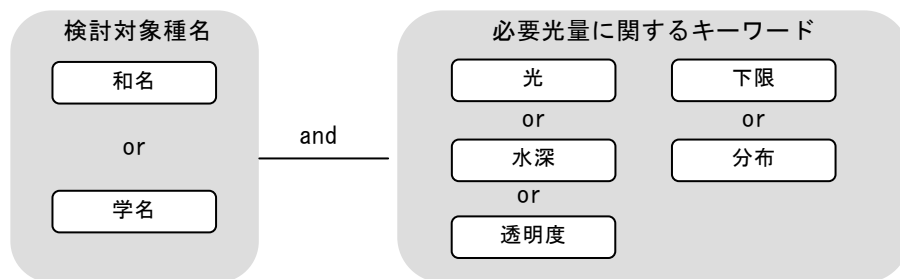 検討対象種名
和名
or
学名
and
必要光量に関するキーワード
光
or
水深
or
透明度
下限
or
分布